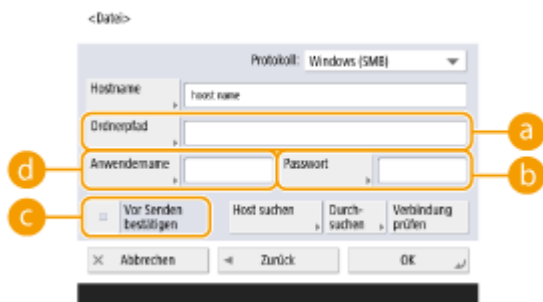 <Datei>
Protokoll: Windows (SMB)
Hostname hoost name
Ordnerpfad a
d Anwendername Passwort b
c Vor Senden bestätigen Host suchen Durch- suchen Verbindung prüfen
Abbrechen Zurück OK